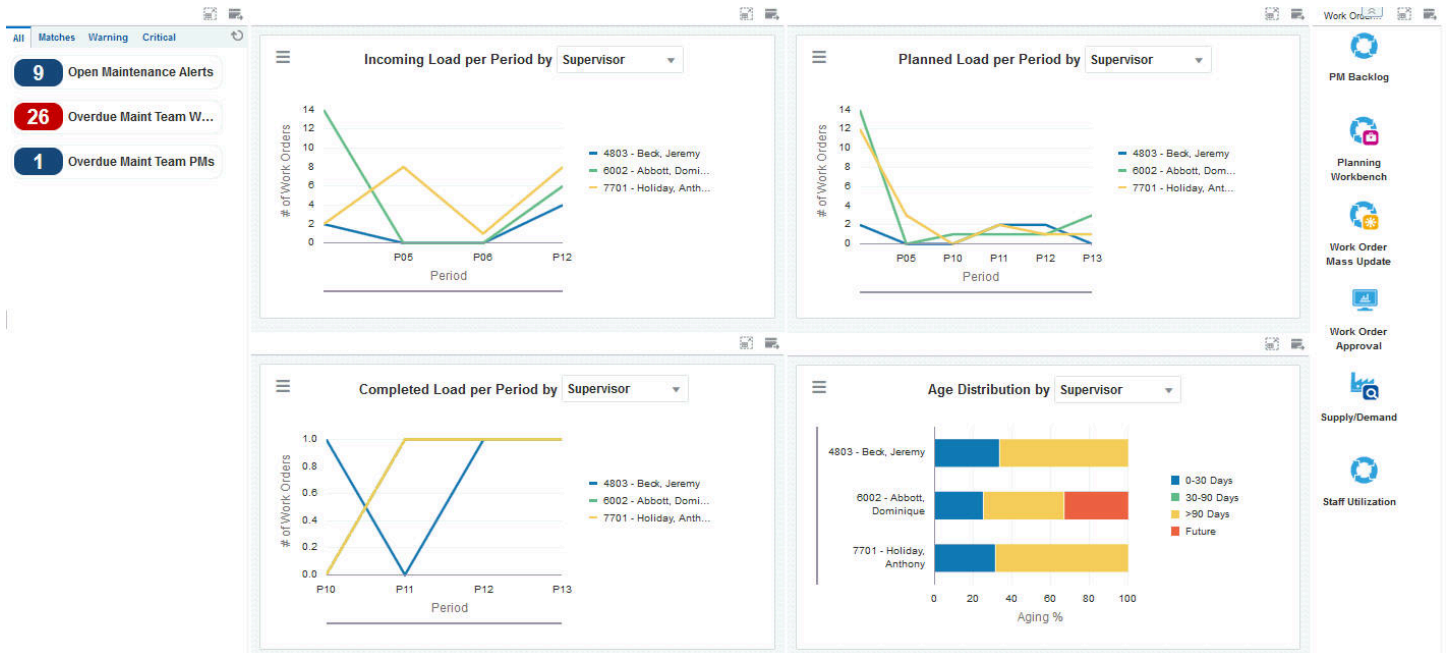 All Matches Warning Critical
9 Open Maintenance Alerts
26 Overdue Maint Team W...
1 Overdue Maint Team PMs
Incoming Load per Period by Supervisor
# of Work Orders
14
12
10
8
6
4
2
0
P05 P06 P12
Period
4803 - Beck, Jeremy
6002 - Abbott, Domi...
7701 - Holiday, Anth...
Planned Load per Period by Supervisor
# of Work Orders
14
12
10
8
6
4
2
0
P05 P10 P11 P12 P13
Period
4803 - Beck, Jeremy
6002 - Abbott, Dom...
7701 - Holiday, Ant...
Completed Load per Period by Supervisor
# of Work Orders
1.0
0.8
0.6
0.4
0.2
0.0
P10 P11 P12 P13
Period
4803 - Beck, Jeremy
6002 - Abbott, Domi...
7701 - Holiday, Anth...
Age Distribution by Supervisor
4803 - Beck, Jeremy
6002 - Abbott,
Dominique
7701 - Holiday,
Anthony
0 20 40 60 80 100
Aging %
0-30 Days
30-90 Days
>90 Days
Future
Work Orde...
PM Backlog
Planning
Workbench
Work Order
Mass Update
Work Order
Approval
Supply/Demand
Staff Utilization